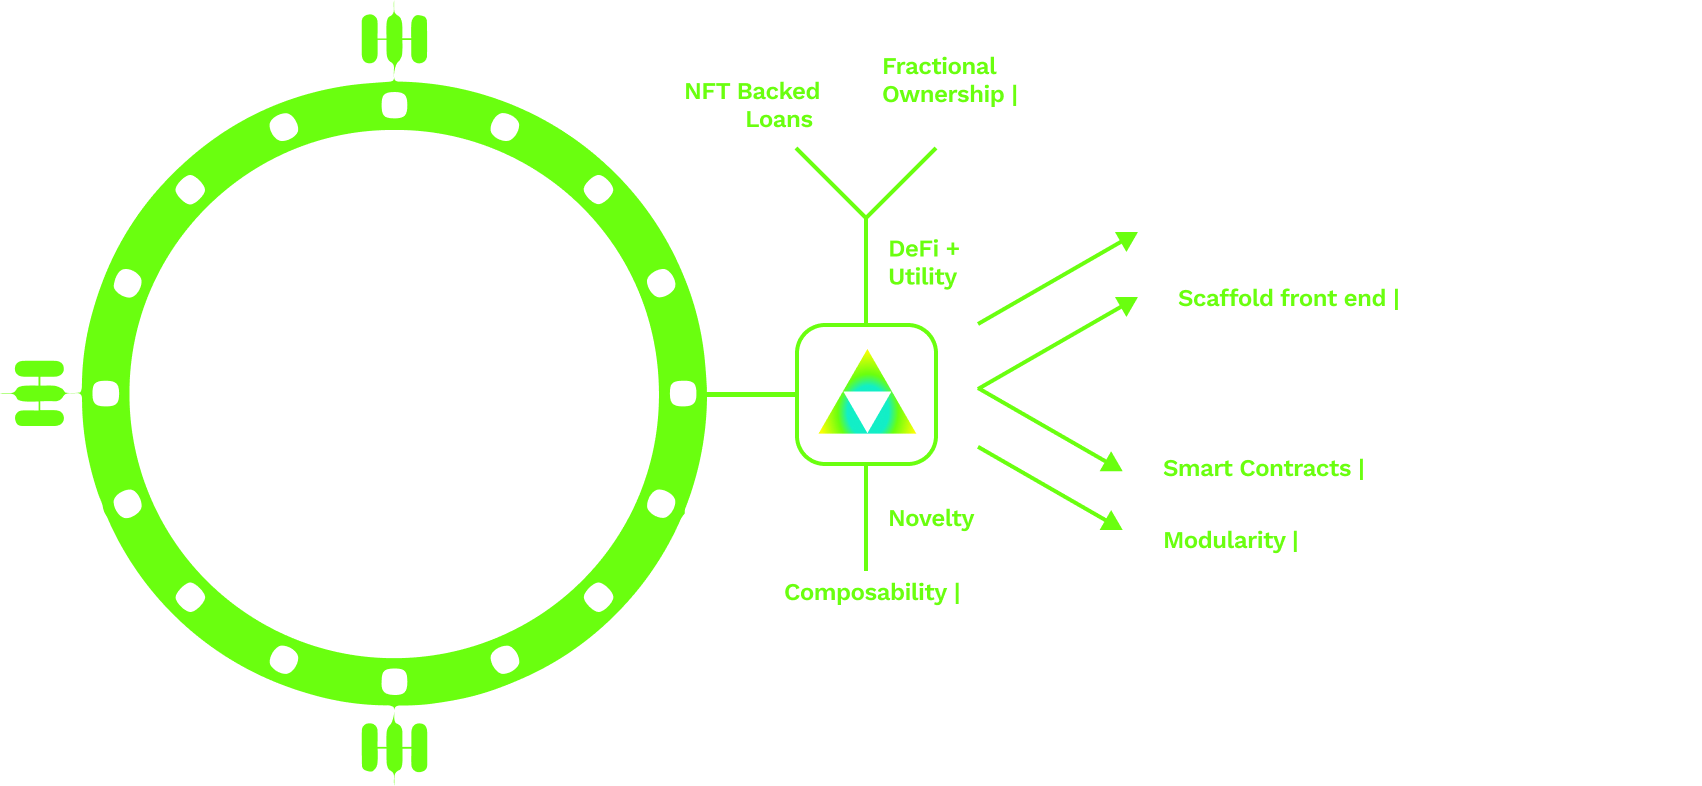 NFT Backed
Loans
Fractional
Ownership |
DeFi +
Utility
Scaffold front end |
Smart Contracts |
Novelty
Modularity |
Composability |